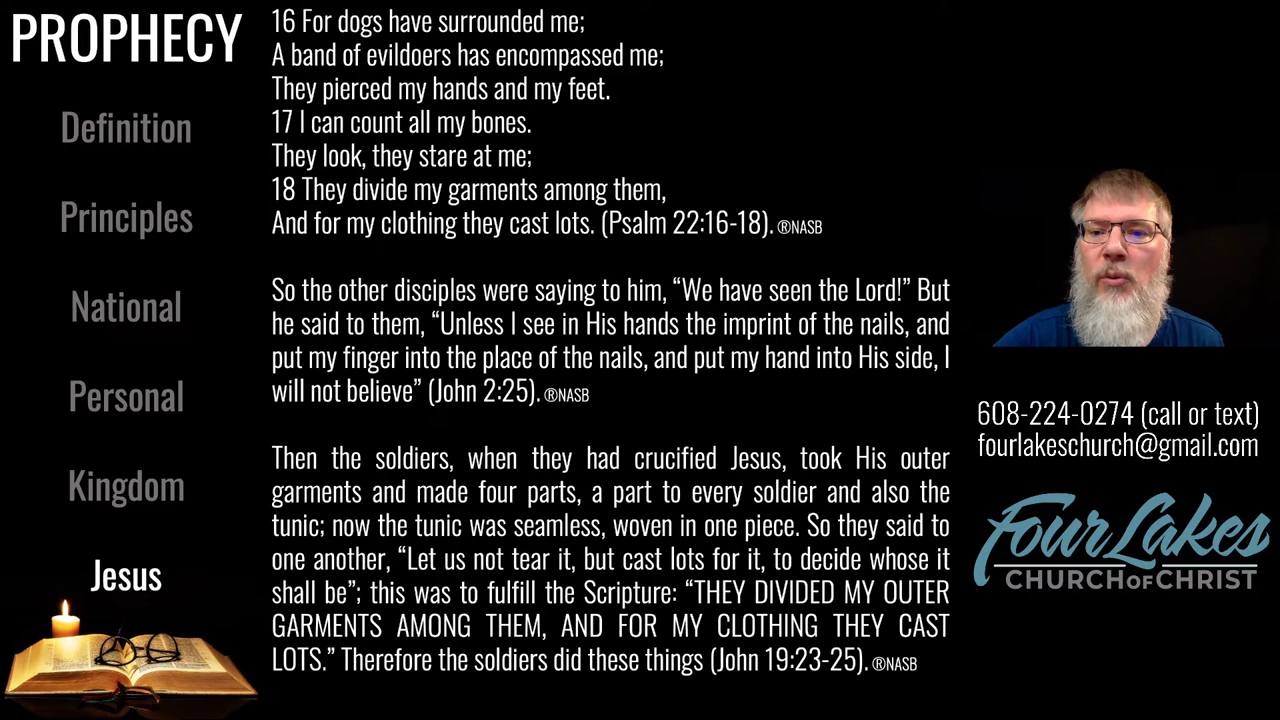 PROPHECY
Definition
Principles
National
Personal
Kingdom
Jesus
16 For dogs have surrounded me;
A band of evildoers has encompassed me;
They pierced my hands and my feet.
17 I can count all my bones.
They look, they stare at me;
18 They divide my garments among them,
And for my clothing they cast lots. (Psalm 22:16-18). ®NASB
So the other disciples were saying to him, “We have seen the Lord!” But
he said to them, “Unless I see in His hands the imprint of the nails, and
put my finger into the place of the nails, and put my hand into His side, I
will not believe” (John 2:25). ®NASB
Then the soldiers, when they had crucified Jesus, took His outer
garments and made four parts, a part to every soldier and also the
tunic; now the tunic was seamless, woven in one piece. So they said to
one another, “Let us not tear it, but cast lots for it, to decide whose it
shall be”; this was to fulfill the Scripture: “THEY DIVIDED MY OUTER
GARMENTS AMONG THEM, AND FOR MY CLOTHING THEY CAST
LOTS.” Therefore the soldiers did these things (John 19:23-25). ®NASB
608-224-0274 (call or text)
fourlakeschurch@gmail.com
Four Lakes
CHURCH OF CHRIST